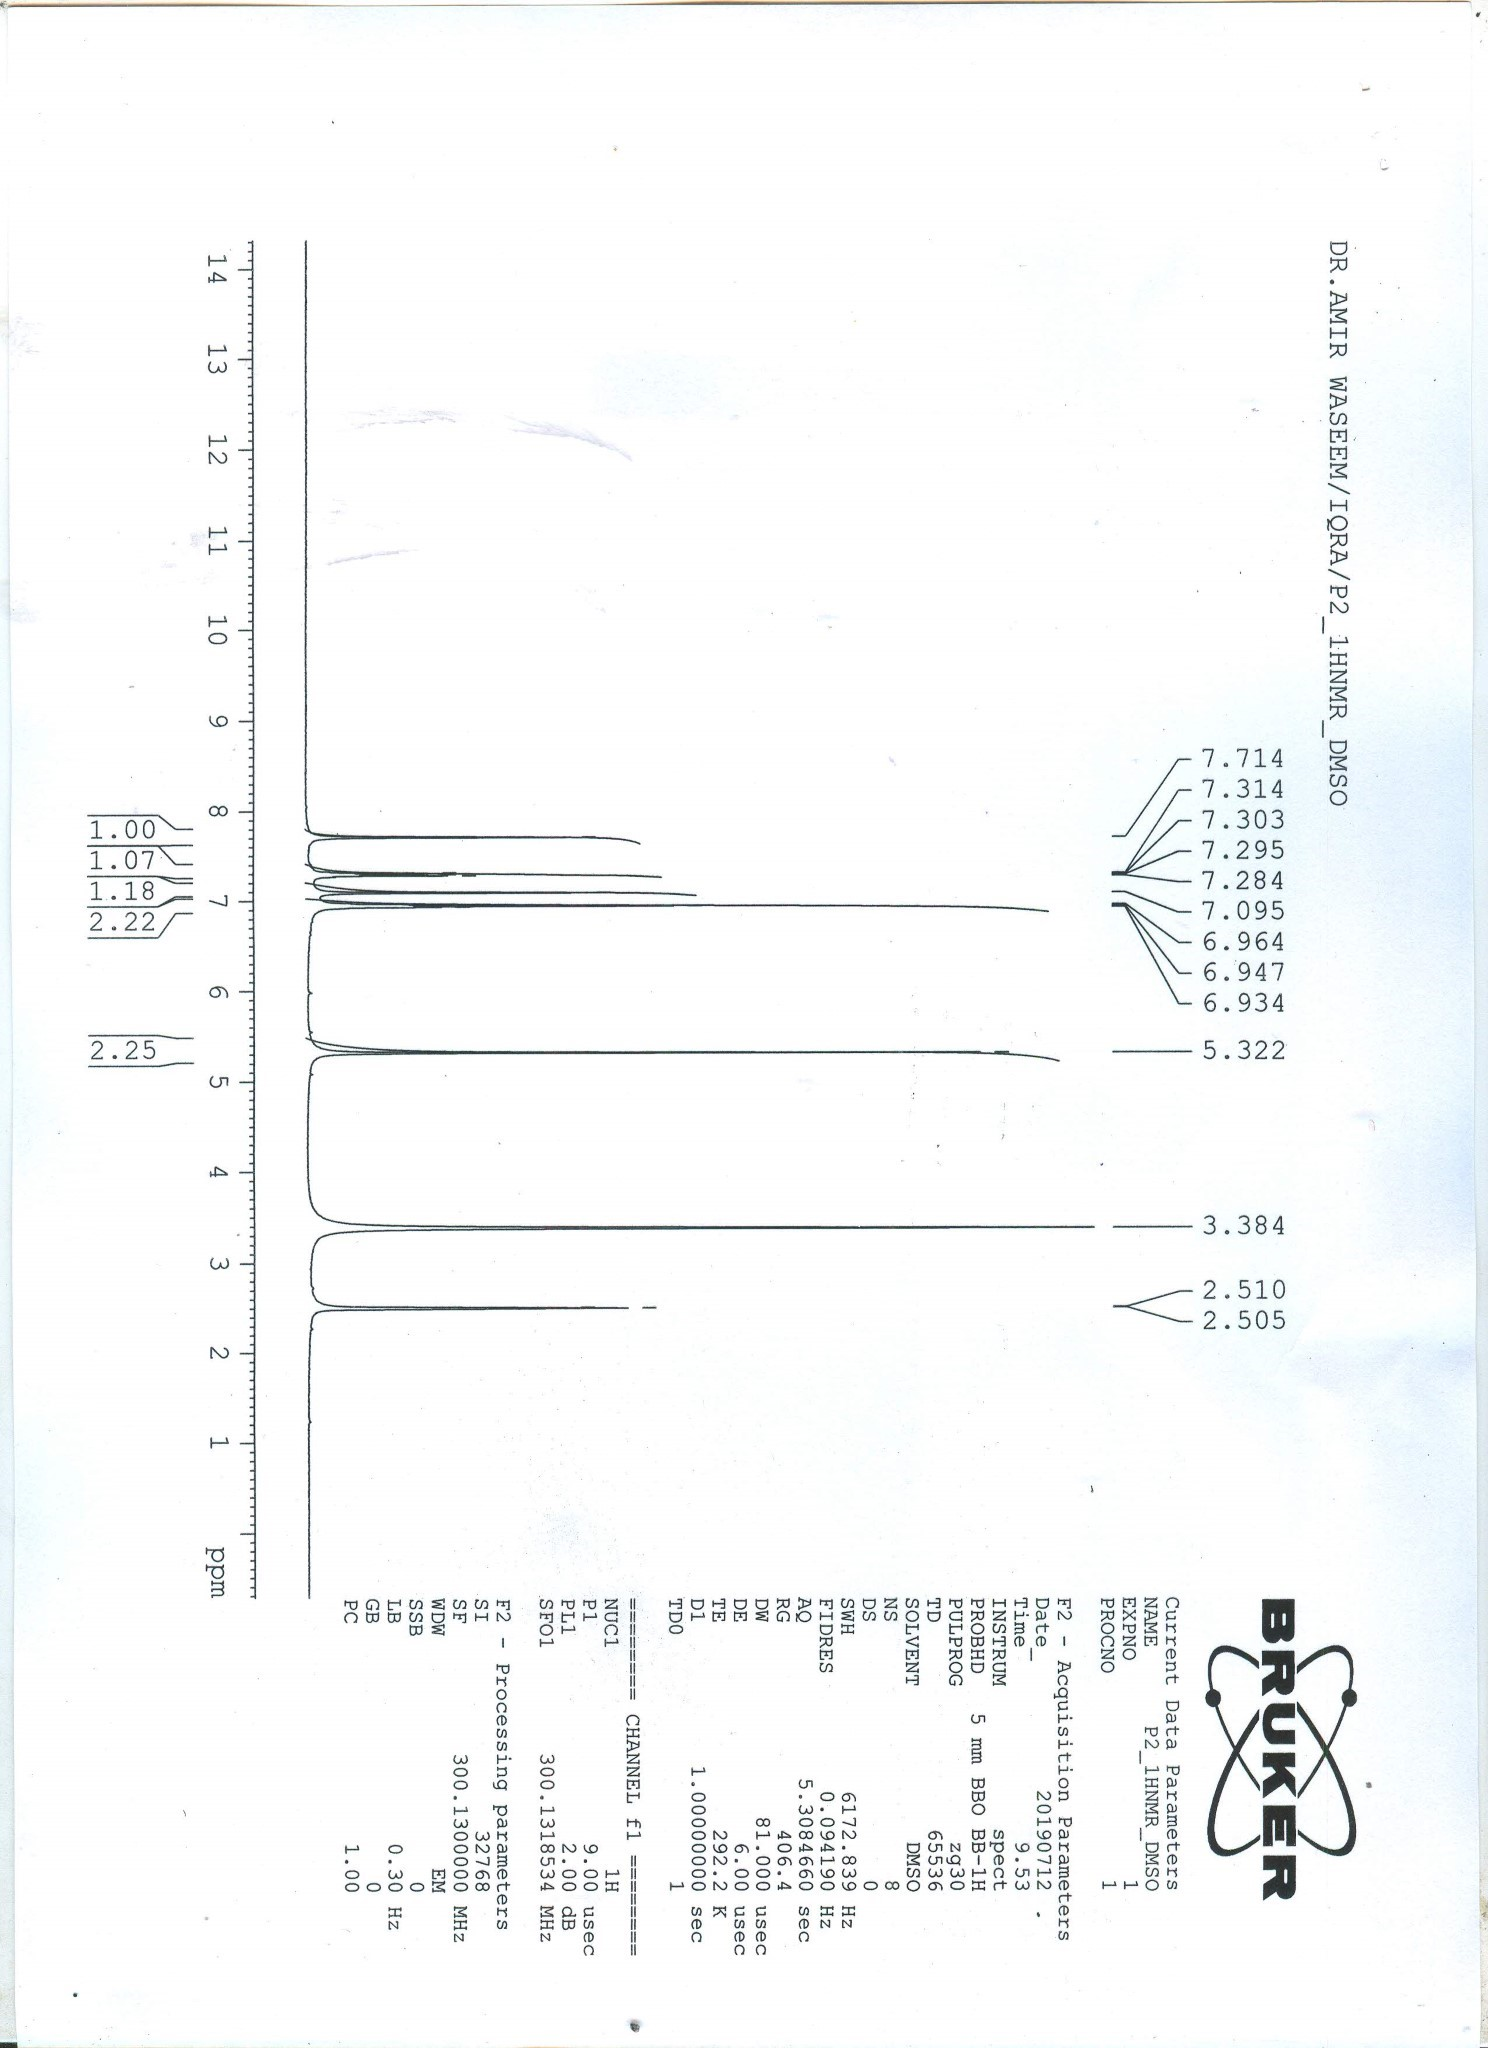 DR.AMIR WASEEM/IQRA/P2_1HNMR_DMSO
BRUKER
7.714
7.314
7.303
7.295
7.284
7.095
6.964
6.947
6.934
5.322
3.384
2.510
2.505
Current Data Parameters
NAME P2_1HNMR_DMSO
EXPNO 1
PROCNO 1
F2 - Acquisition Parameters
Date_ 20190712
Time 9.53
INSTRUM spect
PROBHD 5 mm BBO BB-1H
PULPROG zg30
TD 65536
SOLVENT DMSO
NS 8
DS 0
SWH 6172.839 Hz
FIDRES 0.094190 Hz
AQ 5.3084660 sec
RG 406.4
DW 81.000 usec
DE 6.00 usec
TE 292.2 K
D1 1.00000000 sec
TD0 1
======== CHANNEL f1 ========
NUC1 1H
P1 9.00 usec
PL1 2.00 dB
SFO1 300.1318534 MHz
F2 - Processing parameters
SI 32768
SF 300.1300000 MHz
WDW EM
SSB 0
LB 0.30 Hz
GB 0
PC 1.00
14 13 12 11 10 9 8 7 6 5 4 3 2 1 ppm
1.00
1.07
1.18
2.22
2.25